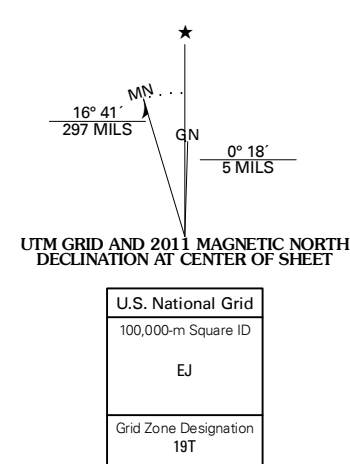 ★
MN
16° 41´
297 MILS
GN
0° 18´
5 MILS
UTM GRID AND 2011 MAGNETIC NORTH
DECLINATION AT CENTER OF SHEET
U.S. National Grid
100,000-m Square ID
EJ
Grid Zone Designation
19T